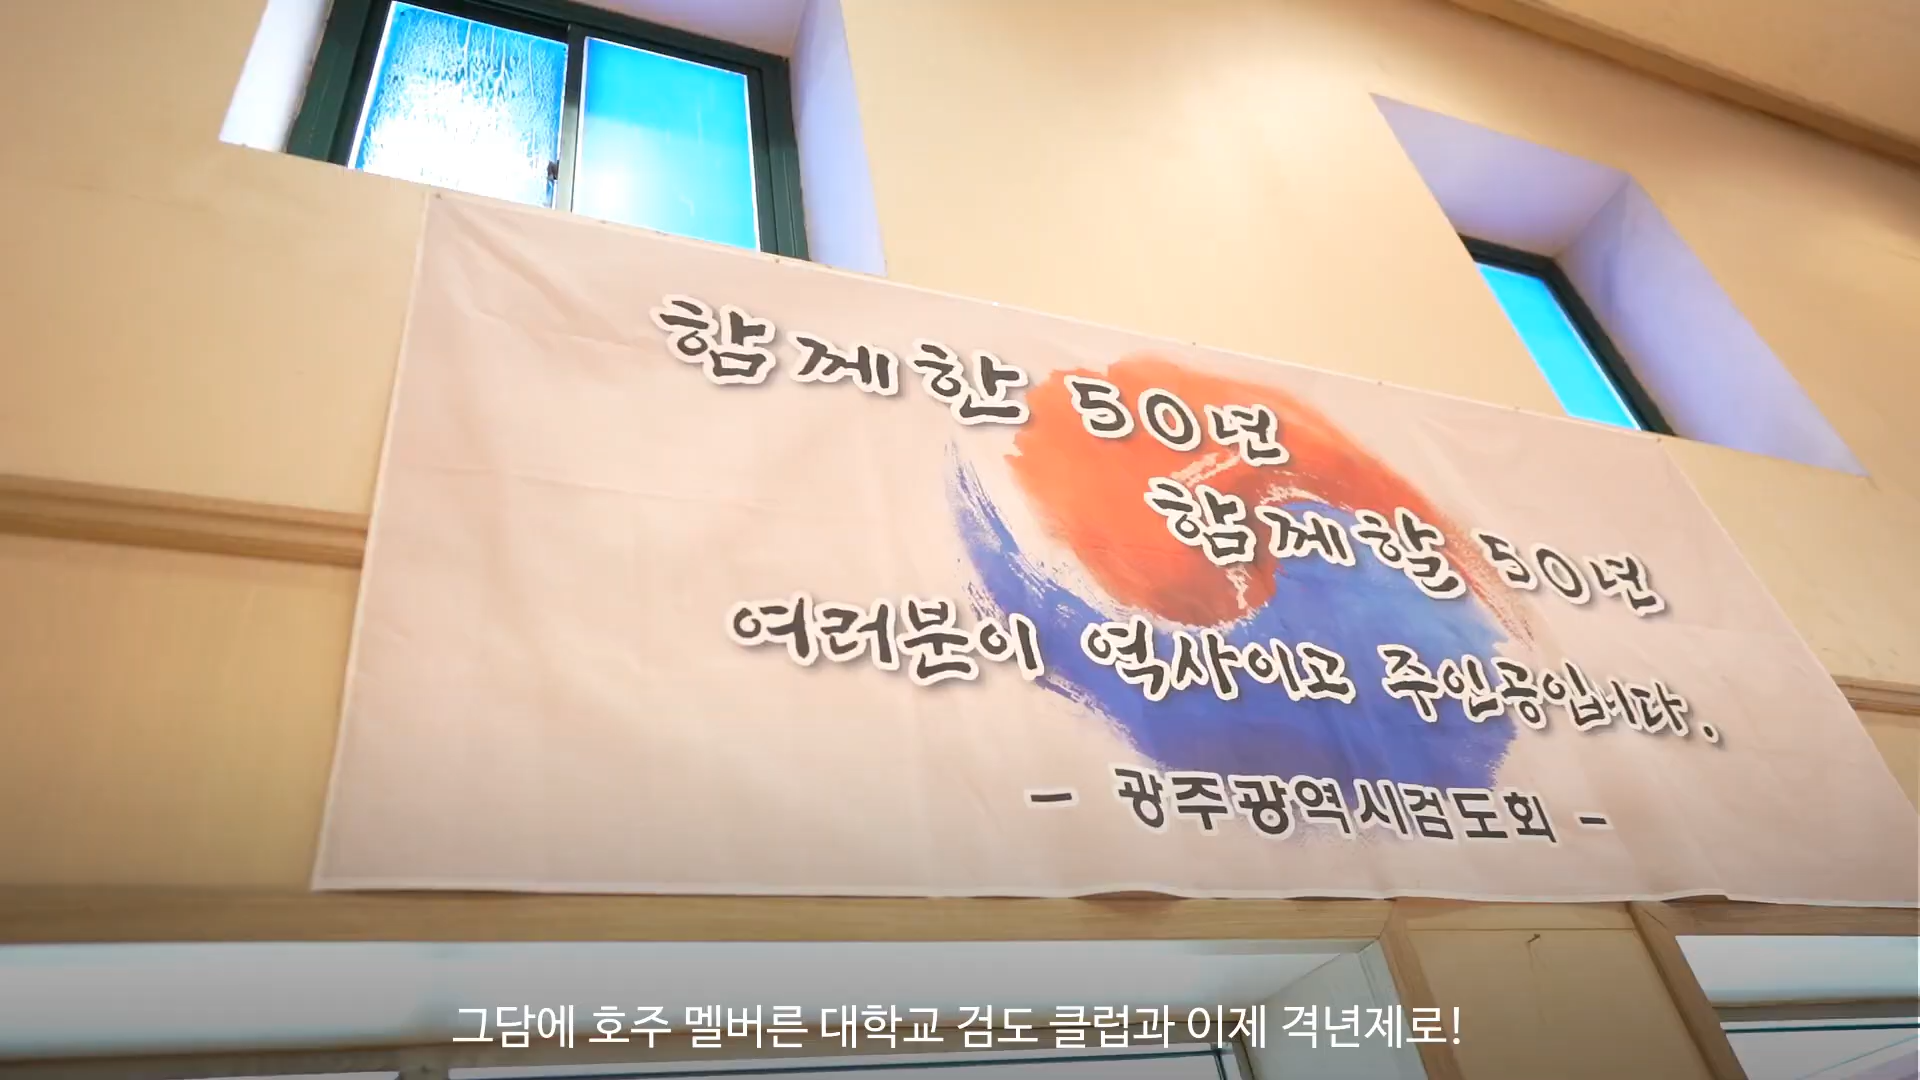 함께한 50년
함께할 50년
여러분이 역사이고 주인공입니다.
- 광주광역시검도회 -
그담에 호주 멜버른 대학교 검도 클럽과 이제 격년제로!